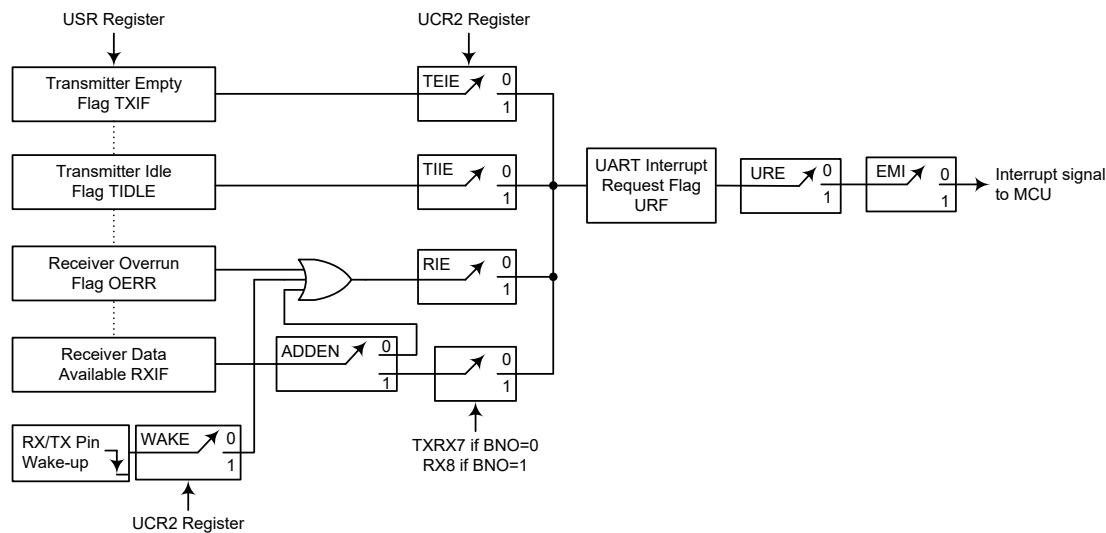 USR Register
UCR2 Register
Transmitter Empty
Flag TXIF
TEIE
0
1
Transmitter Idle
Flag TIDLE
TIIE
0
1
UART Interrupt
Request Flag
URF
URE
0
1
EMI
0
1
Interrupt signal
to MCU
Receiver Overrun
Flag OERR
RIE
0
1
Receiver Data
Available RXIF
ADDEN
0
1
0
1
RX/TX Pin
Wake-up
WAKE
0
1
TXRX7 if BNO=0
RX8 if BNO=1
UCR2 Register